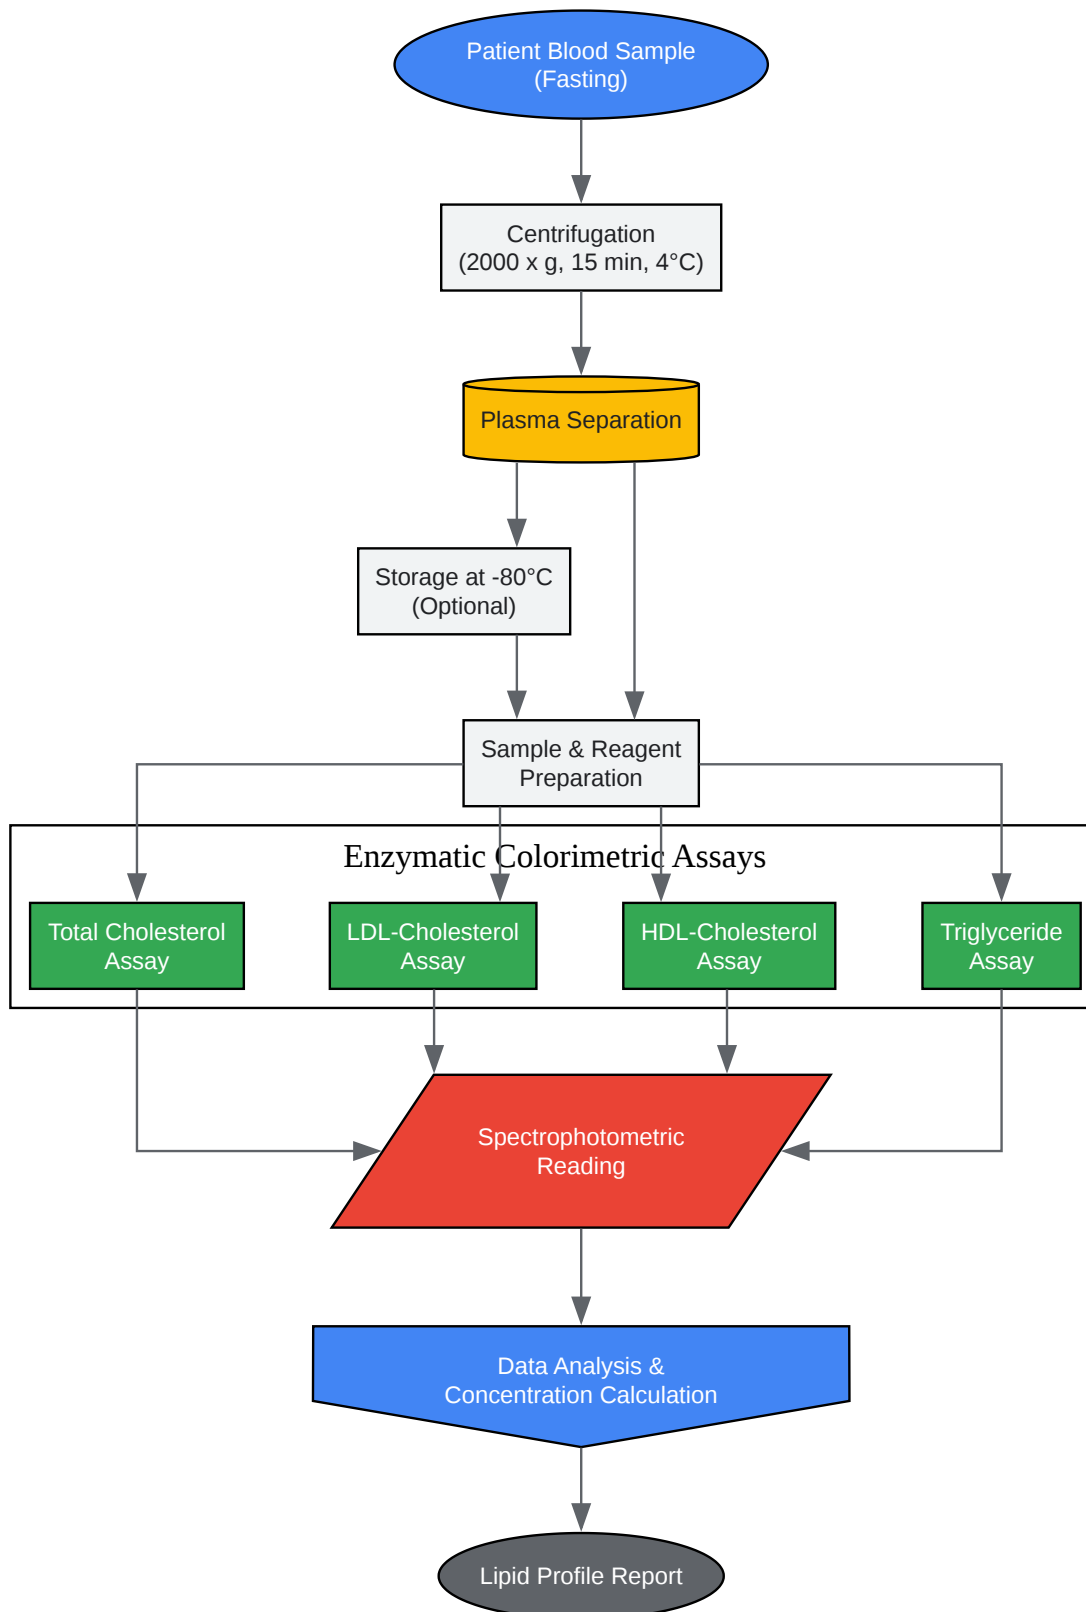 Patient Blood Sample
(Fasting)
Centrifugation
(2000 x g, 15 min, 4°C)
Plasma Separation
Storage at -80°C
(Optional)
Sample & Reagent
Preparation
Enzymatic Colorimetric Assays
Total Cholesterol
Assay
LDL-Cholesterol
Assay
HDL-Cholesterol
Assay
Triglyceride
Assay
Spectrophotometric
Reading
Data Analysis &
Concentration Calculation
Lipid Profile Report